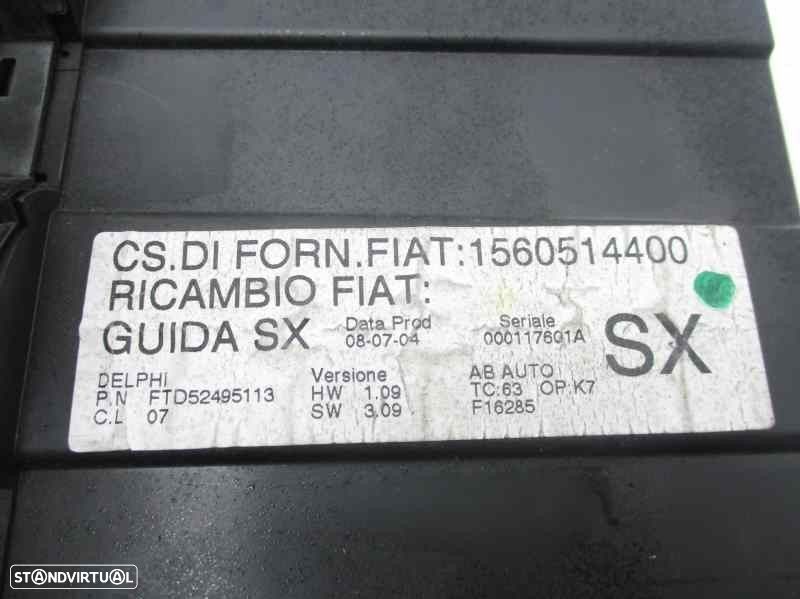 CS.DI FORN.FIAT:1560514400
RICAMBIO FIAT:
GUIDA SX Data Prod Seriale SX
08-07-04 000117601A
DELPHI Versione AB AUTO
P.N FTD52495113 HW 1.09 TC:63 OP:K7
C.L 07 SW 3.09 F16285
STANDVIRTUAL